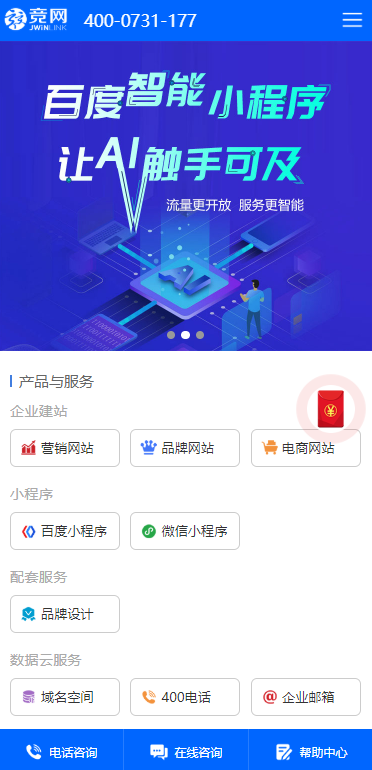 竞网 400-0731-177
JWINLINK
百度智能小程序
让AI触手可及
流量更开放 服务更智能
产品与服务
企业建站
营销网站 品牌网站 电商网站
小程序
百度小程序 微信小程序
配套服务
品牌设计
数据云服务
域名空间 400电话 企业邮箱
电话咨询 在线咨询 帮助中心